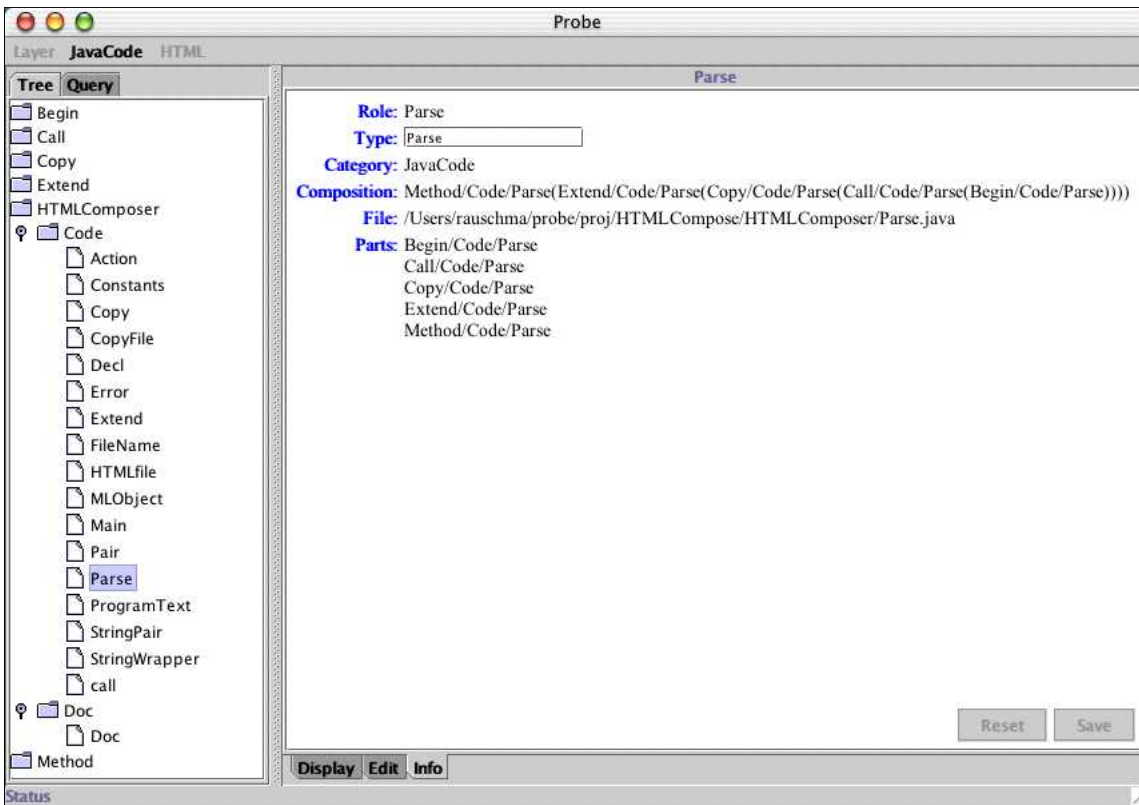 Probe
Layer JavaCode HTML
Tree Query
Begin
Call
Copy
Extend
HTMLComposer
Code
Action
Constants
Copy
CopyFile
Decl
Error
Extend
FileName
HTMLfile
MLObject
Main
Pair
Parse
ProgramText
StringPair
StringWrapper
call
Doc
Doc
Method
Parse
Role: Parse
Type: Parse
Category: JavaCode
Composition: Method/Code/Parse(Extend/Code/Parse(Copy/Code/Parse(Call/Code/Parse(Begin/Code/Parse))))
File: /Users/rauschma/probe/proj/HTMLCompose/HTMLComposer/Parse.java
Parts: Begin/Code/Parse
Call/Code/Parse
Copy/Code/Parse
Extend/Code/Parse
Method/Code/Parse
Reset Save
Display Edit Info
Status